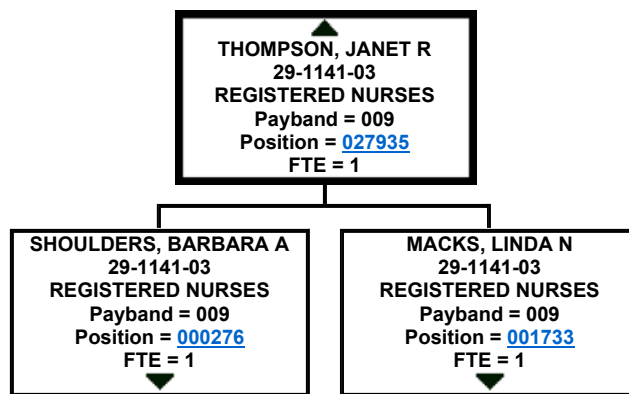 THOMPSON, JANET R
29-1141-03
REGISTERED NURSES
Payband = 009
Position = 027935
FTE = 1
SHOULDERS, BARBARA A
29-1141-03
REGISTERED NURSES
Payband = 009
Position = 000276
FTE = 1
MACKS, LINDA N
29-1141-03
REGISTERED NURSES
Payband = 009
Position = 001733
FTE = 1